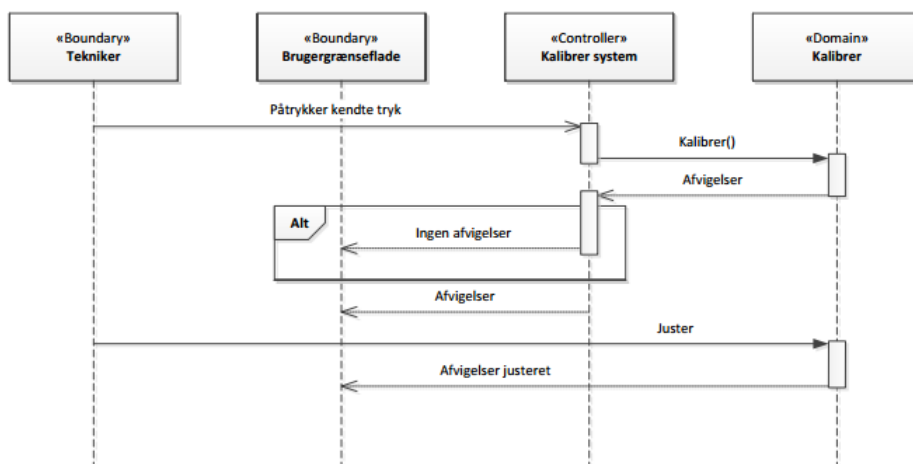 «Boundary»
Tekniker
«Boundary»
Brugergrænseflade
«Controller»
Kalibrer system
«Domain»
Kalibrer
Påtrykker kendte tryk
Kalibrer()
Afvigelser
Alt
Ingen afvigelser
Afvigelser
Juster
Afvigelser justeret